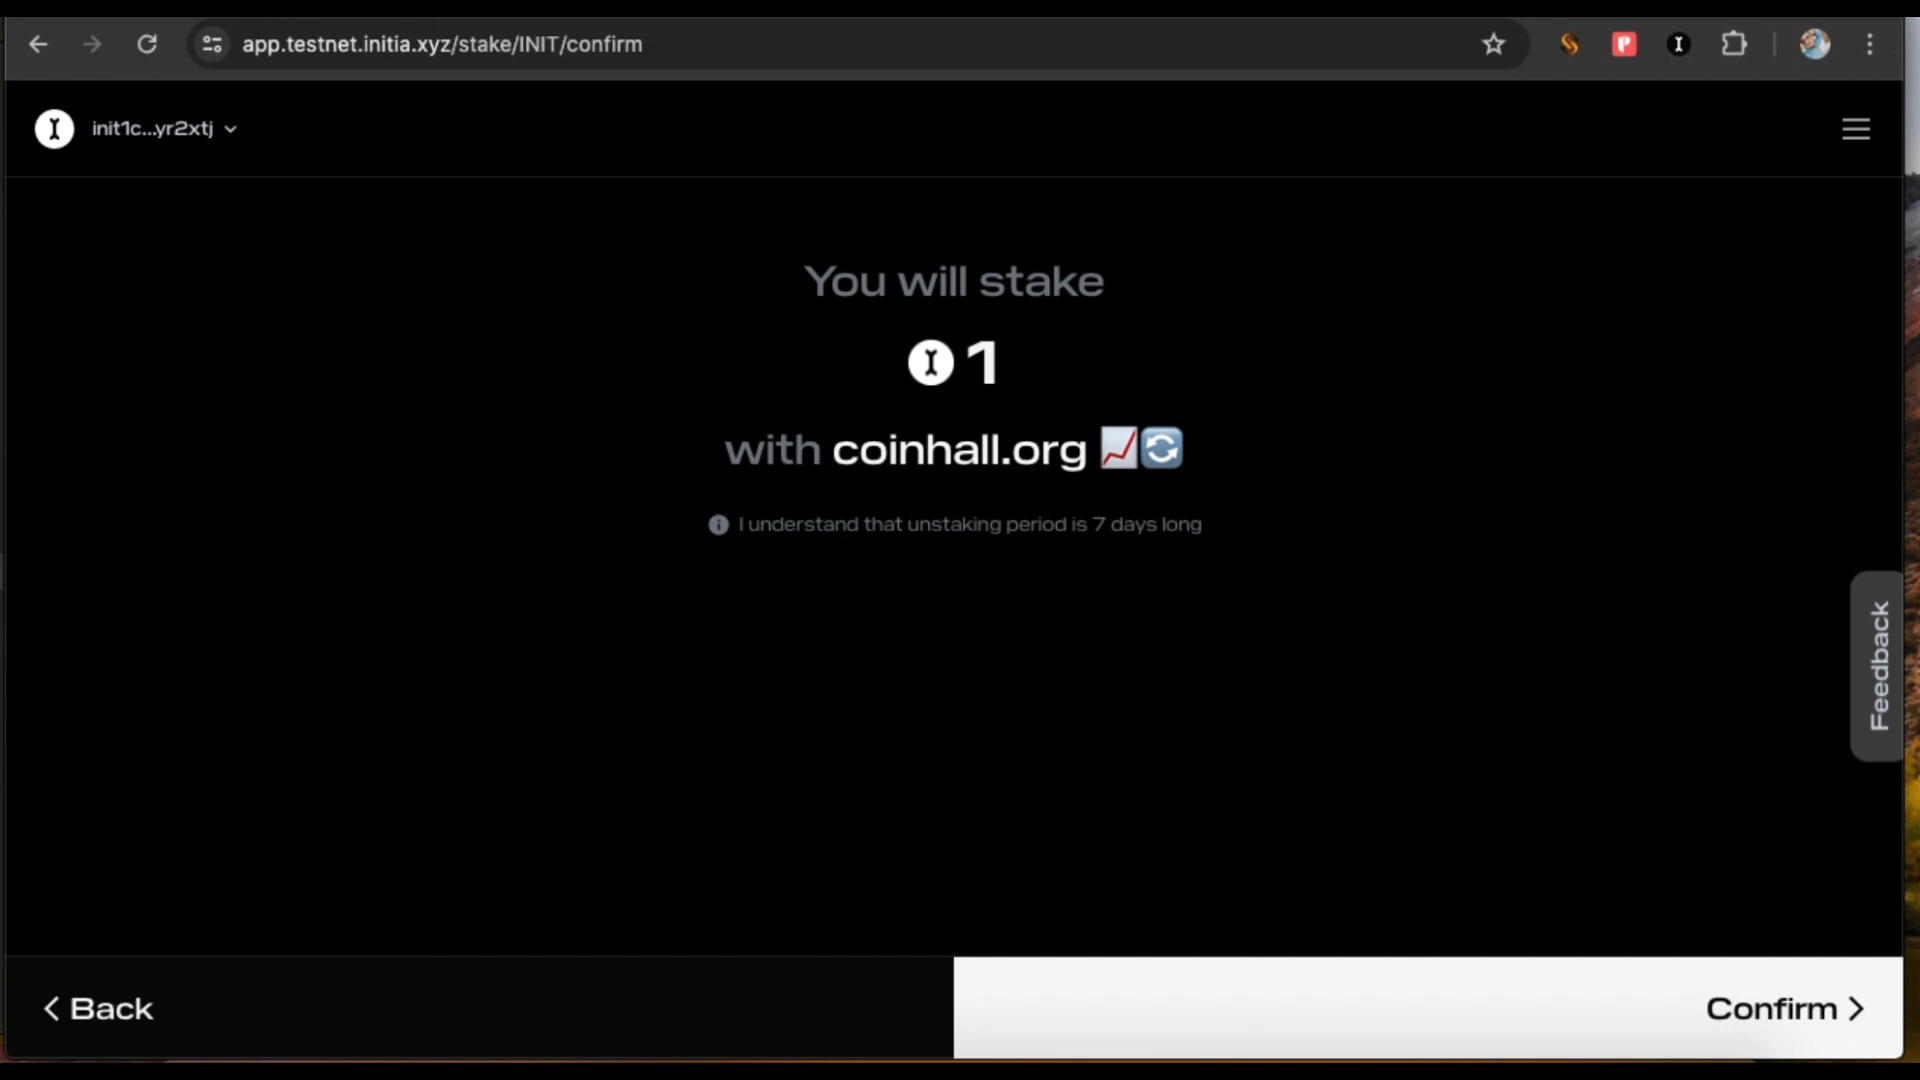 app.testnet.initia.xyz/stake/INIT/confirm
init1c...yr2xtj
You will stake
1
with coinhall.org
I understand that unstaking period is 7 days long
Feedback
Back
Confirm